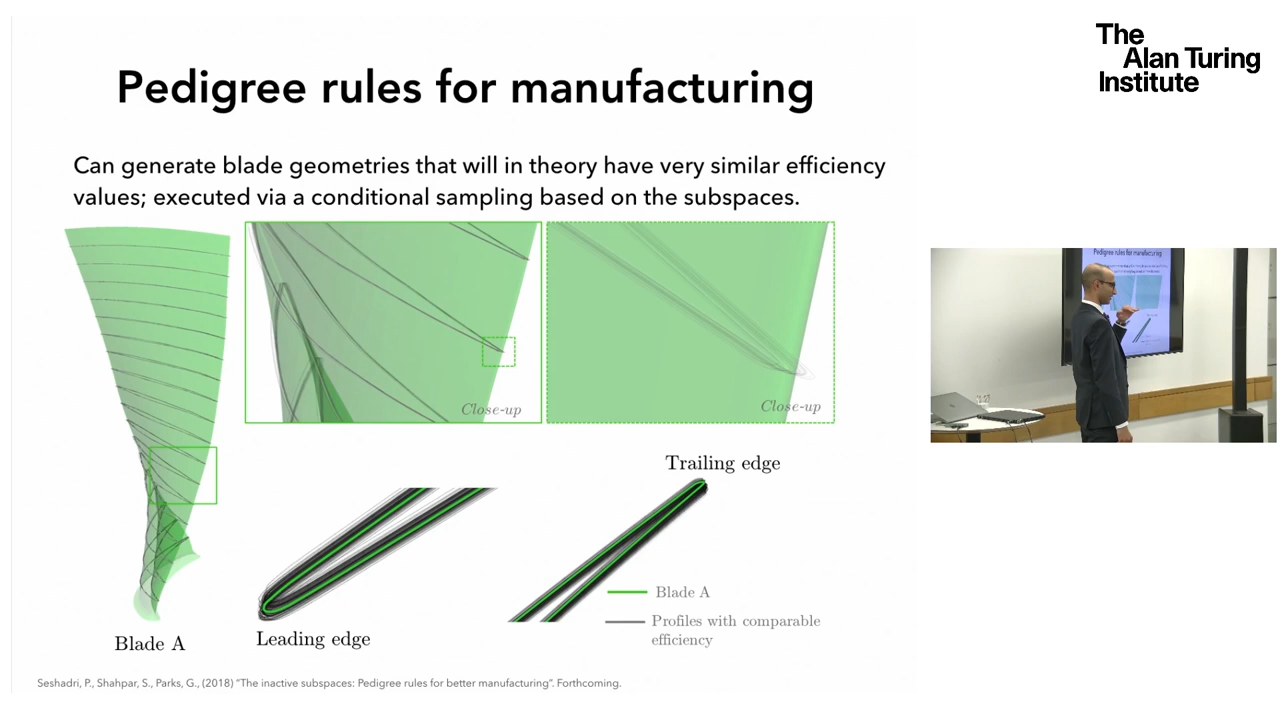 The
Alan Turing
Institute
Pedigree rules for manufacturing
Can generate blade geometries that will in theory have very similar efficiency
values; executed via a conditional sampling based on the subspaces.
Close-up
Close-up
Trailing edge
Blade A
Profiles with comparable
efficiency
Leading edge
Blade A
Seshadri, P., Shahpar, S., Parks, G., (2018) “The inactive subspaces: Pedigree rules for better manufacturing”. Forthcoming.
Pedigree rules for manufacturing